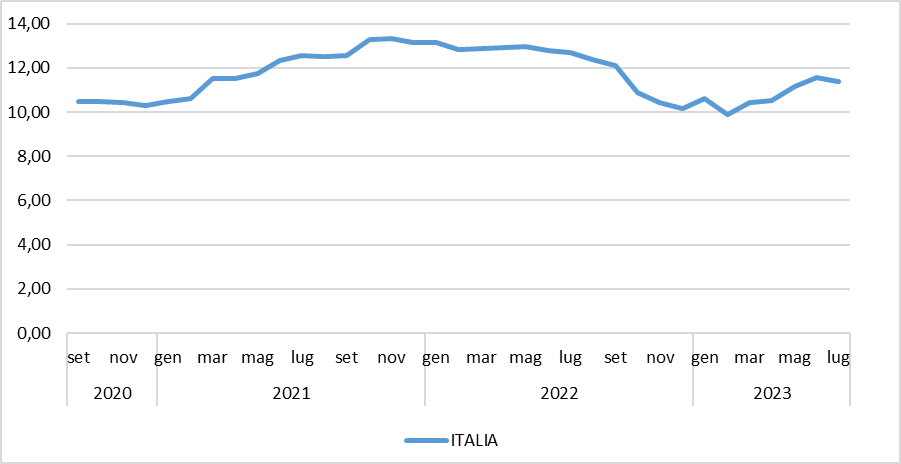 14,00
12,00
10,00
8,00
6,00
4,00
2,00
0,00
set nov gen mar mag lug set nov gen mar mag lug set nov gen mar mag lug
2020 2021 2022 2023
ITALIA